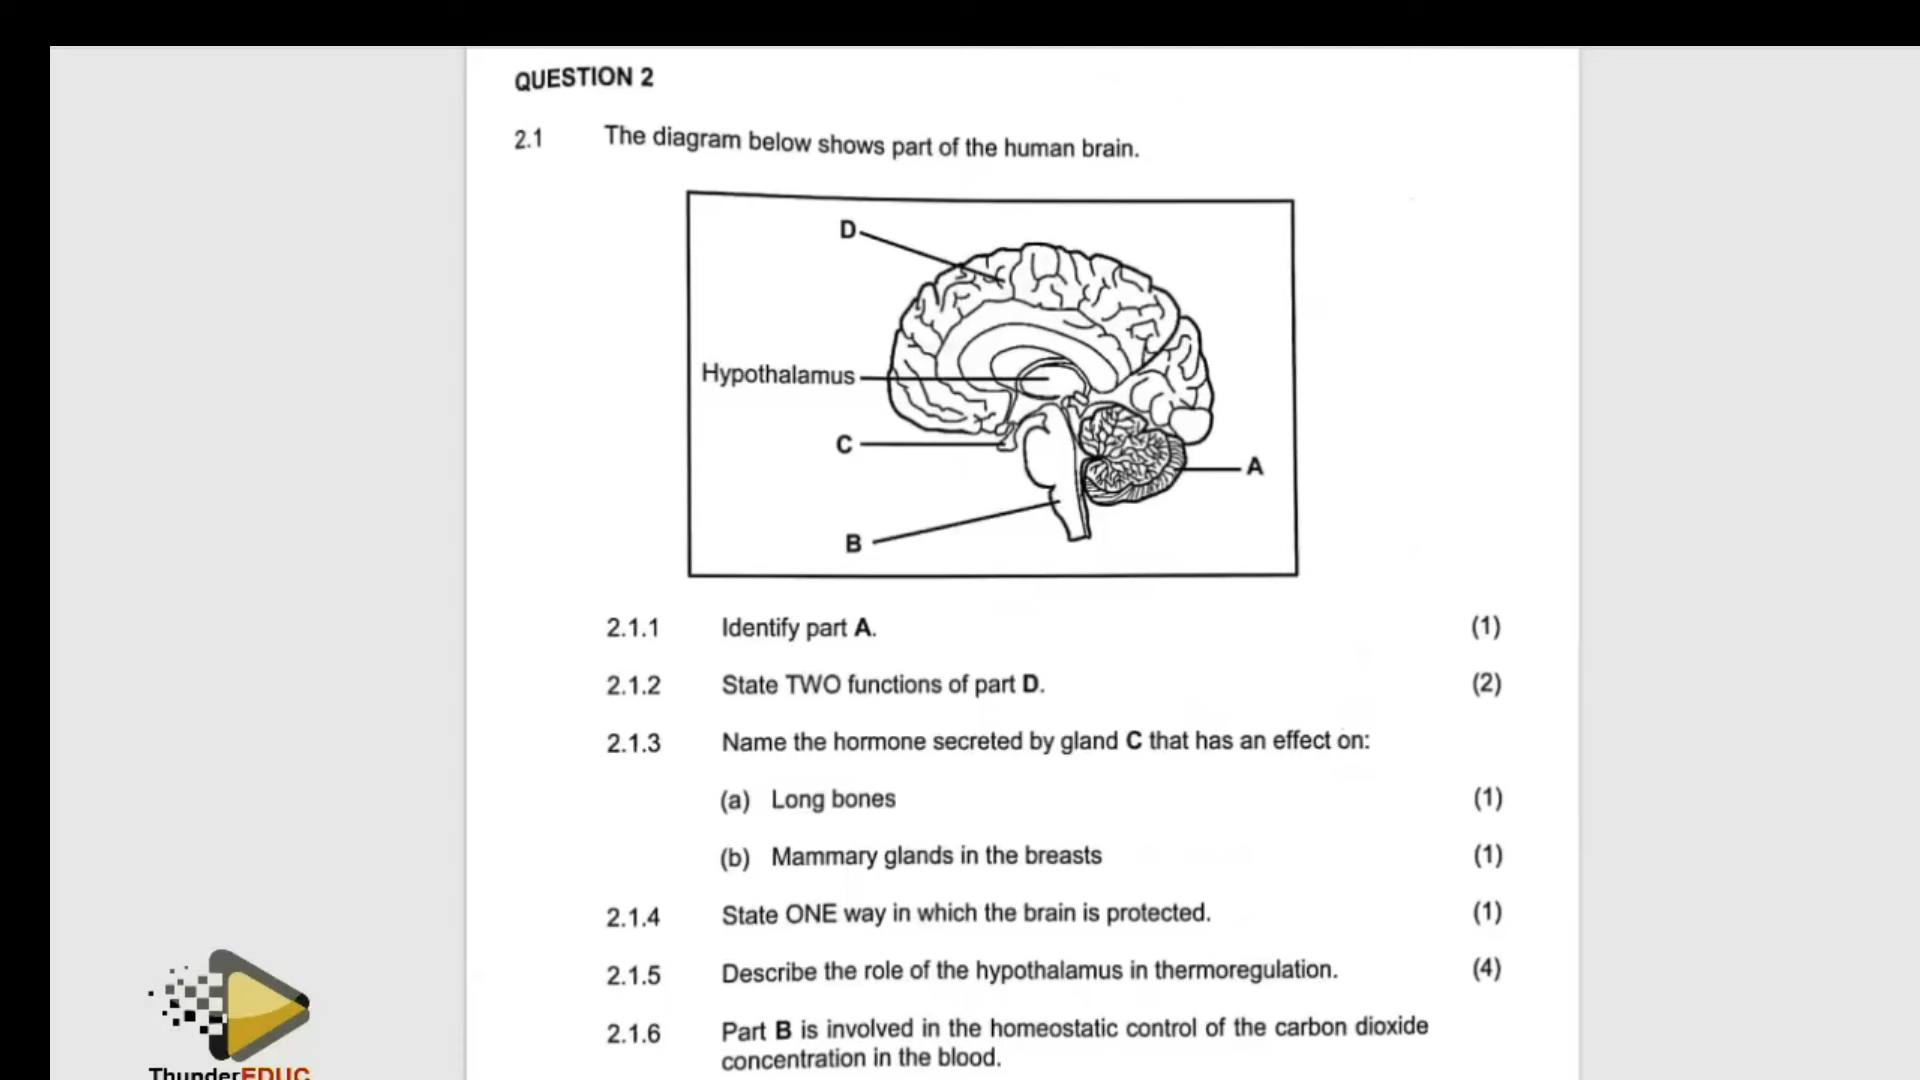 QUESTION 2
2.1 The diagram below shows part of the human brain.
D
Hypothalamus
C
A
B
2.1.1 Identify part A. (1)
2.1.2 State TWO functions of part D. (2)
2.1.3 Name the hormone secreted by gland C that has an effect on:
(a) Long bones (1)
(b) Mammary glands in the breasts (1)
2.1.4 State ONE way in which the brain is protected. (1)
2.1.5 Describe the role of the hypothalamus in thermoregulation. (4)
2.1.6 Part B is involved in the homeostatic control of the carbon dioxide
concentration in the blood.
ThunderEDUC